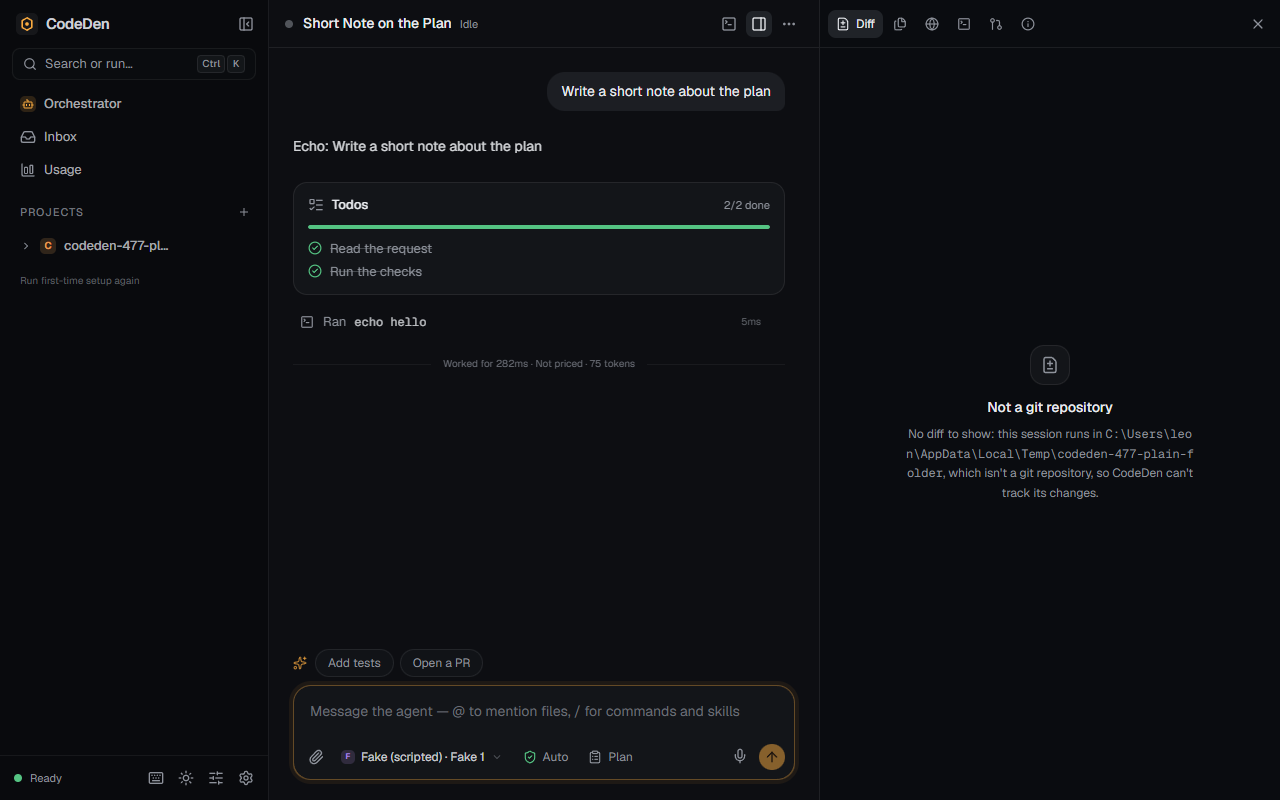 CodeDen
Search or run… Ctrl K
Orchestrator
Inbox
Usage
PROJECTS
C codeden-477-pl…
Run first-time setup again
Ready
Short Note on the Plan Idle
Write a short note about the plan
Echo: Write a short note about the plan
Todos 2/2 done
Read the request
Run the checks
Ran echo hello 5ms
Worked for 282ms · Not priced · 75 tokens
Add tests Open a PR
Message the agent — @ to mention files, / for commands and skills
F Fake (scripted) · Fake 1 Auto Plan
Diff
Not a git repository
No diff to show: this session runs in C:\Users\leo
n\AppData\Local\Temp\codeden-477-plain-f
older, which isn't a git repository, so CodeDen can't
track its changes.